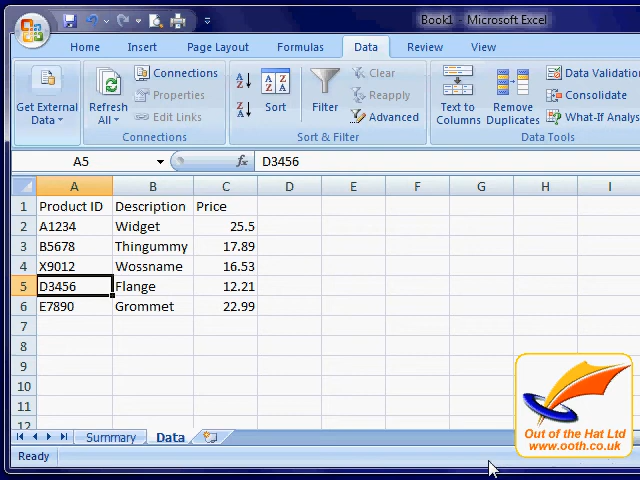 Book1 - Microsoft Excel
Home Insert Page Layout Formulas Data Review View
Get External Data
Refresh All
Connections
Properties
Edit Links
Connections
A Z
Z A
Sort
Filter
Clear
Reapply
Advanced
Sort & Filter
Text to Columns
Remove Duplicates
Data Validation
Consolidate
What-If Analys
Data Tools
A5 fx D3456
A B C D E F G H I
1 Product ID Description Price
2 A1234 Widget 25.5
3 B5678 Thingummy 17.89
4 X9012 Wossname 16.53
5 D3456 Flange 12.21
6 E7890 Grommet 22.99
7
8
9
10
11
12
Summary Data
Ready
Out of the Hat Ltd
www.ooth.co.uk